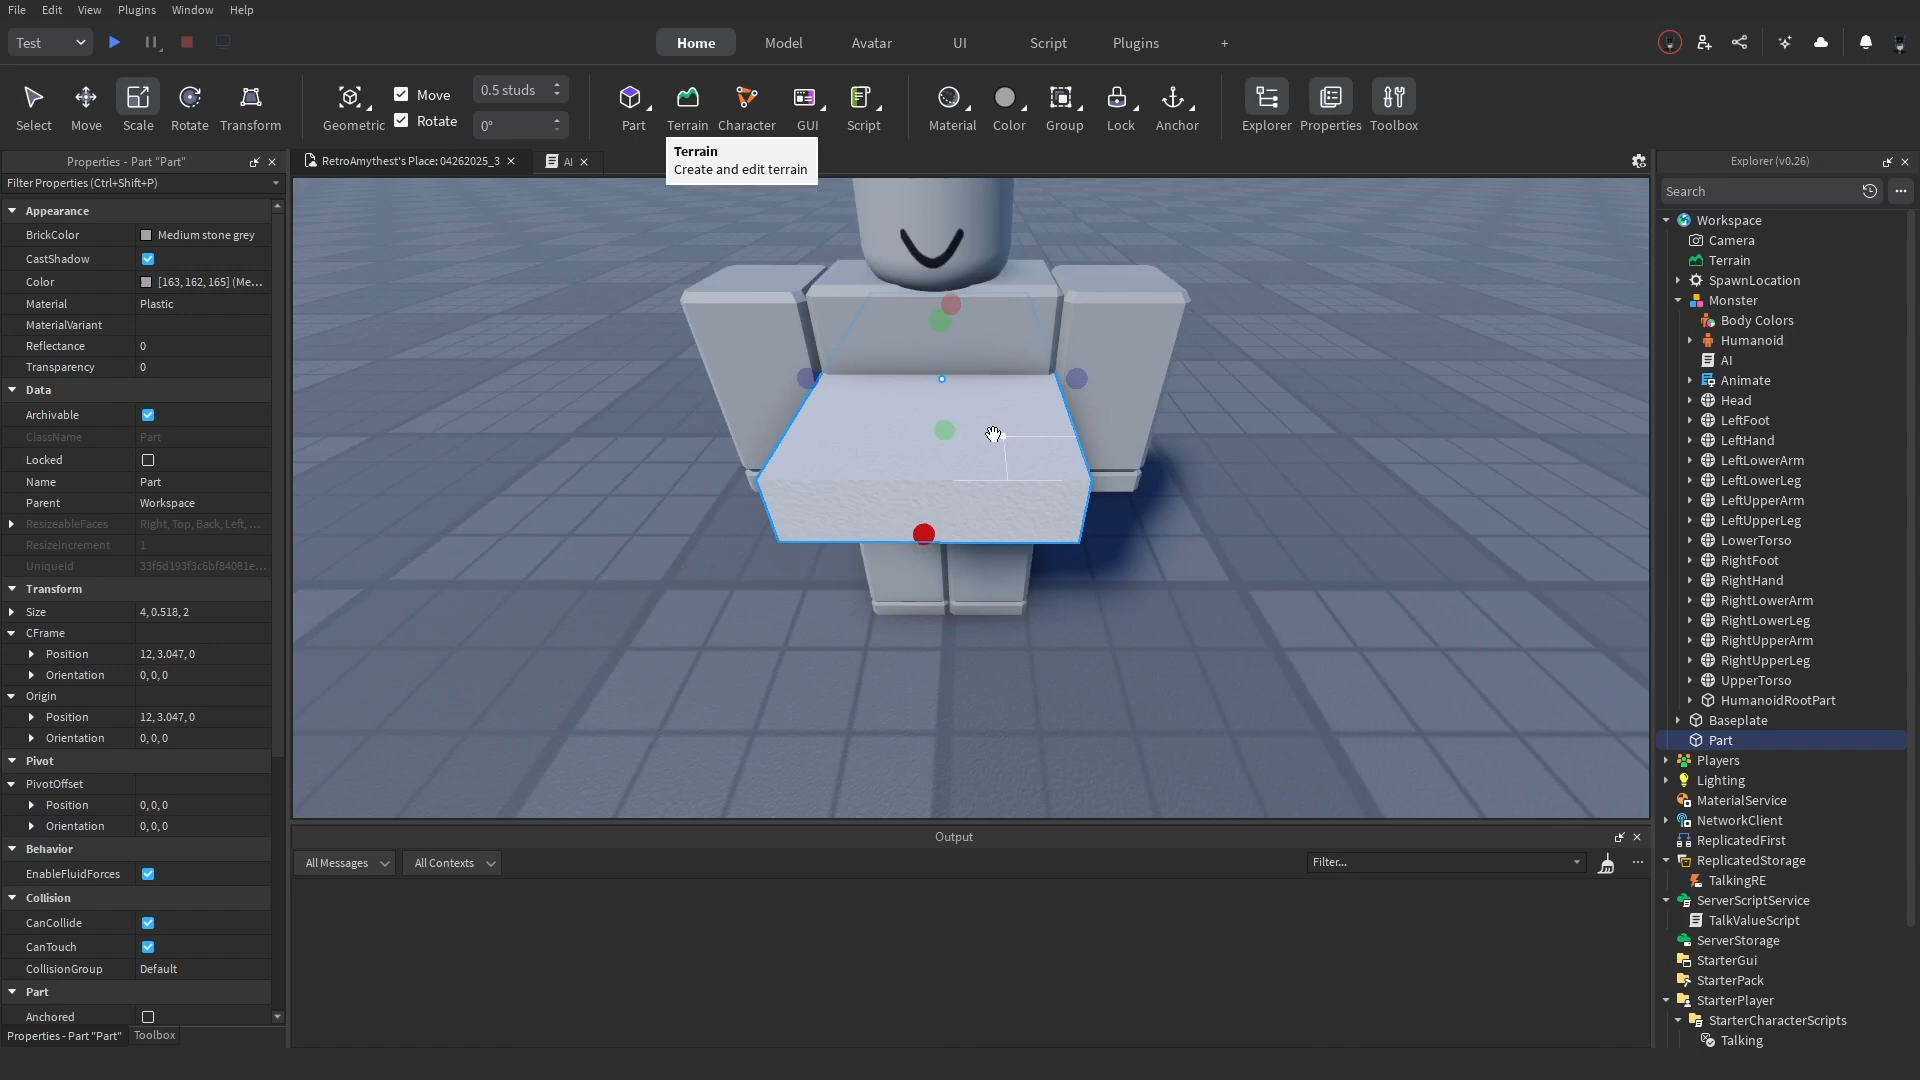 File Edit View Plugins Window Help
Test
Home Model Avatar UI Script Plugins +
Select Move Scale Rotate Transform
Geometric
Move
Rotate
0.5 studs
0°
Part Terrain Character GUI Script
Material Color Group Lock Anchor
Explorer Properties Toolbox
Terrain
Create and edit terrain
Properties - Part "Part"
Filter Properties (Ctrl+Shift+P)
Appearance
BrickColor Medium stone grey
CastShadow
Color [163, 162, 165] (Me...
Material Plastic
MaterialVariant
Reflectance 0
Transparency 0
Data
Archivable
ClassName Part
Locked
Name Part
Parent Workspace
ResizeableFaces Right, Top, Back, Left, ...
ResizeIncrement 1
UniqueId 33f5d193f3c6bf84081e...
Transform
Size 4, 0.518, 2
CFrame
Position 12, 3.047, 0
Orientation 0, 0, 0
Origin
Position 12, 3.047, 0
Orientation 0, 0, 0
Pivot
PivotOffset
Position 0, 0, 0
Orientation 0, 0, 0
Behavior
EnableFluidForces
Collision
CanCollide
CanTouch
CollisionGroup Default
Part
Anchored
Properties - Part "Part" Toolbox
RetroAmythest's Place: 04262025_3 AI
Output
All Messages All Contexts Filter...
Explorer (v0.26)
Search
Workspace
Camera
Terrain
SpawnLocation
Monster
Body Colors
Humanoid
AI
Animate
Head
LeftFoot
LeftHand
LeftLowerArm
LeftLowerLeg
LeftUpperArm
LeftUpperLeg
LowerTorso
RightFoot
RightHand
RightLowerArm
RightLowerLeg
RightUpperArm
RightUpperLeg
UpperTorso
HumanoidRootPart
Baseplate
Part
Players
Lighting
MaterialService
NetworkClient
ReplicatedFirst
ReplicatedStorage
TalkingRE
ServerScriptService
TalkValueScript
ServerStorage
StarterGui
StarterPack
StarterPlayer
StarterCharacterScripts
Talking